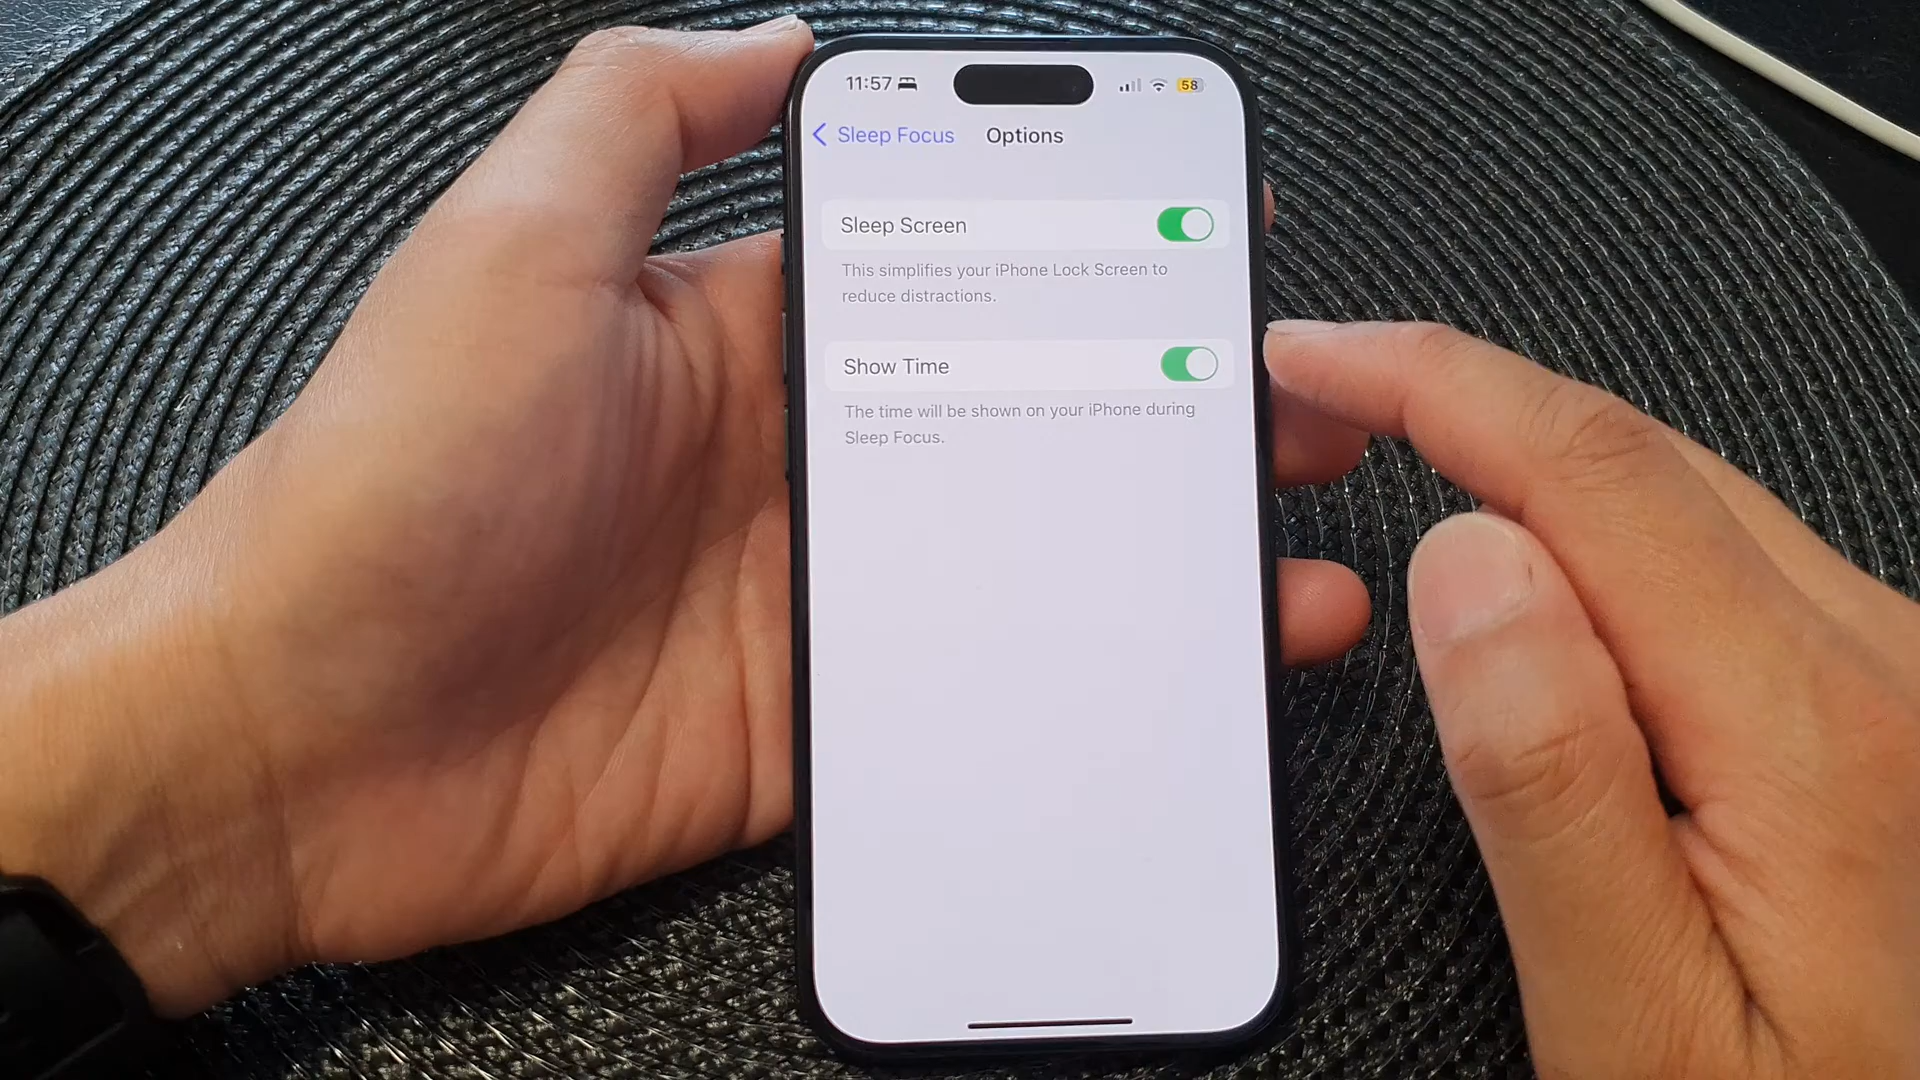 11:57
58
Sleep Focus Options
Sleep Screen
This simplifies your iPhone Lock Screen to
reduce distractions.
Show Time
The time will be shown on your iPhone during
Sleep Focus.